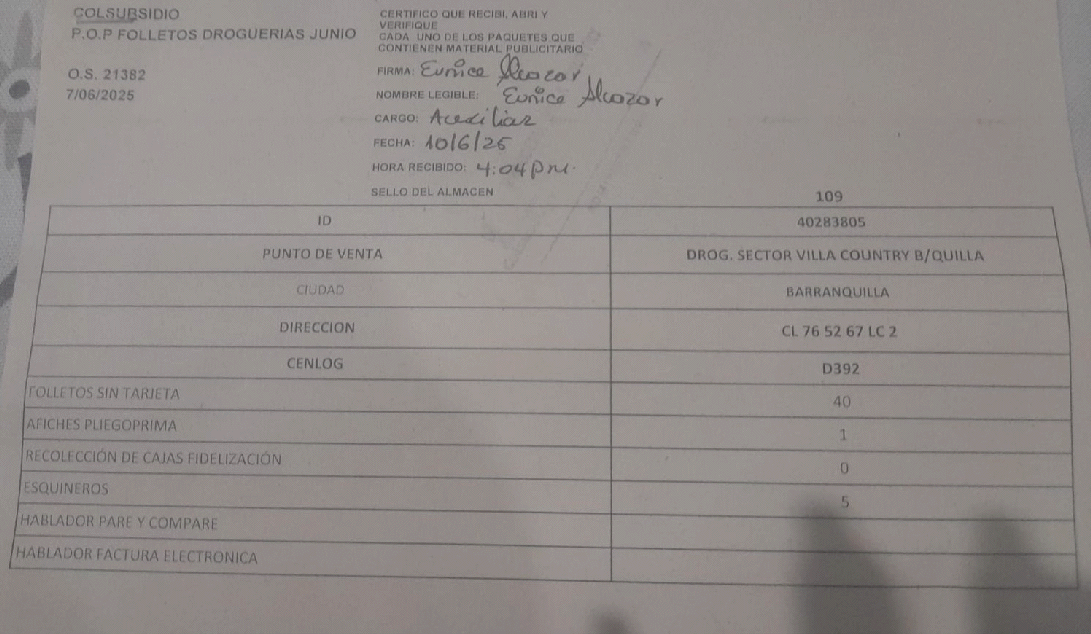 COLSUBSIDIO
P.O.P FOLLETOS DROGUERIAS JUNIO
O.S. 21382
7/06/2025
CERTIFICO QUE RECIBI, ABRI Y
VERIFIQUE
CADA UNO DE LOS PAQUETES QUE
CONTIENEN MATERIAL PUBLICITARIO
FIRMA: Eunice Alcazar
NOMBRE LEGIBLE: Eunice Alcazar
CARGO: Auxiliar
FECHA: 10/6/25
HORA RECIBIDO: 4:04 pm.
SELLO DEL ALMACEN
109
ID 40283805
PUNTO DE VENTA DROG. SECTOR VILLA COUNTRY B/QUILLA
CIUDAD BARRANQUILLA
DIRECCION CL 76 52 67 LC 2
CENLOG D392
FOLLETOS SIN TARJETA 40
AFICHES PLIEGOPRIMA 1
RECOLECCIÓN DE CAJAS FIDELIZACIÓN 0
ESQUINEROS 5
HABLADOR PARE Y COMPARE
HABLADOR FACTURA ELECTRONICA